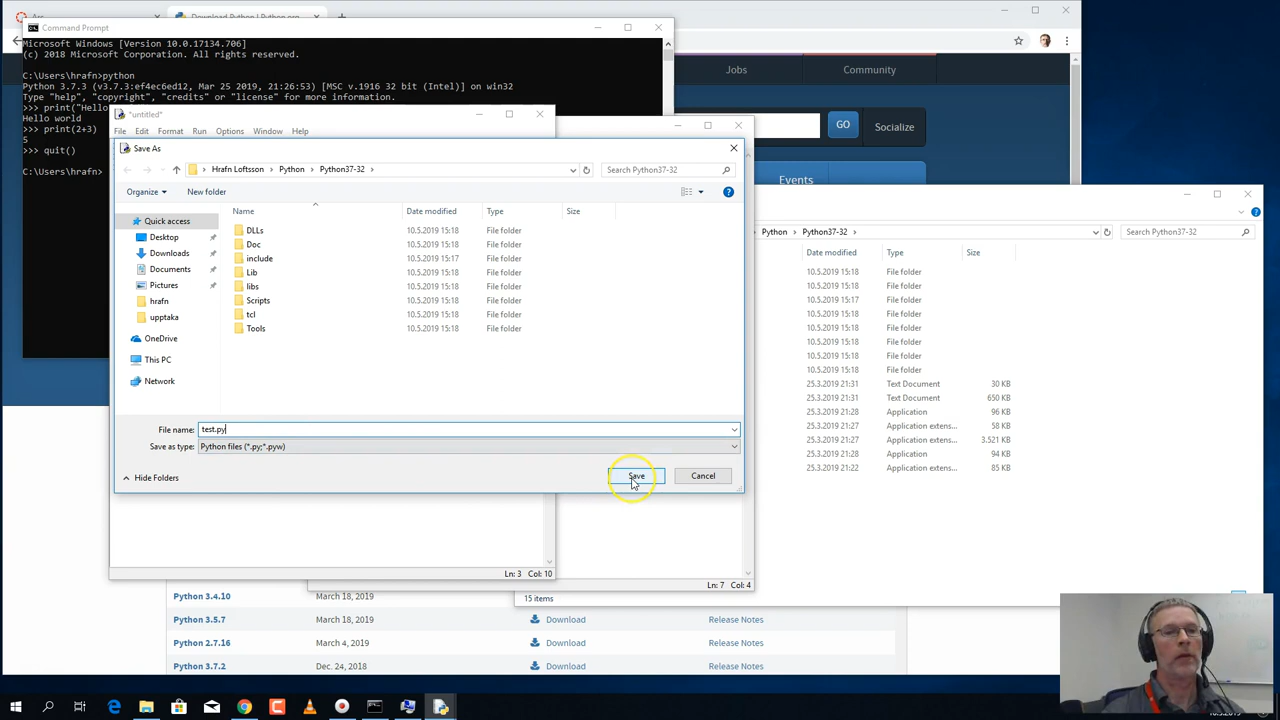 Download Python | Python.org
Command Prompt
Microsoft Windows [Version 10.0.17134.706]
(c) 2018 Microsoft Corporation. All rights reserved.
C:\Users\hrafn>python
Python 3.7.3 (v3.7.3:ef4ec6ed12, Mar 25 2019, 21:26:53) [MSC v.1916 32 bit (Intel)] on win32
Type "help", "copyright", "credits" or "license" for more information.
>>> print("Hello
Hello world
>>> print(2+3)
5
>>> quit()
C:\Users\hrafn>
Jobs
Community
GO
Socialize
Events
*untitled*
File Edit Format Run Options Window Help
Save As
Hrafn Loftsson > Python > Python37-32 >
Search Python37-32
Organize
New folder
Quick access
Desktop
Downloads
Documents
Pictures
hrafn
upptaka
OneDrive
This PC
Network
Name Date modified Type Size
DLLs 10.5.2019 15:18 File folder
Doc 10.5.2019 15:18 File folder
include 10.5.2019 15:17 File folder
Lib 10.5.2019 15:18 File folder
libs 10.5.2019 15:18 File folder
Scripts 10.5.2019 15:18 File folder
tcl 10.5.2019 15:18 File folder
Tools 10.5.2019 15:18 File folder
File name: test.py
Save as type: Python files (*.py;*.pyw)
Hide Folders
Save
Cancel
Ln: 3 Col: 10
Ln: 7 Col: 4
> Python > Python37-32 >
Search Python37-32
Date modified Type Size
10.5.2019 15:18 File folder
10.5.2019 15:18 File folder
10.5.2019 15:17 File folder
10.5.2019 15:18 File folder
10.5.2019 15:18 File folder
10.5.2019 15:18 File folder
10.5.2019 15:18 File folder
10.5.2019 15:18 File folder
25.3.2019 21:31 Text Document 30 KB
25.3.2019 21:31 Text Document 650 KB
25.3.2019 21:22 Application 96 KB
25.3.2019 21:21 Application extens... 58 KB
25.3.2019 21:21 Application extens... 3.521 KB
25.3.2019 21:22 Application 94 KB
25.3.2019 21:22 Application extens... 85 KB
15 items
Python 3.4.10 March 18, 2019
Python 3.5.7 March 18, 2019 Download Release Notes
Python 2.7.16 March 4, 2019 Download Release Notes
Python 3.7.2 Dec. 24, 2018 Download Release Notes